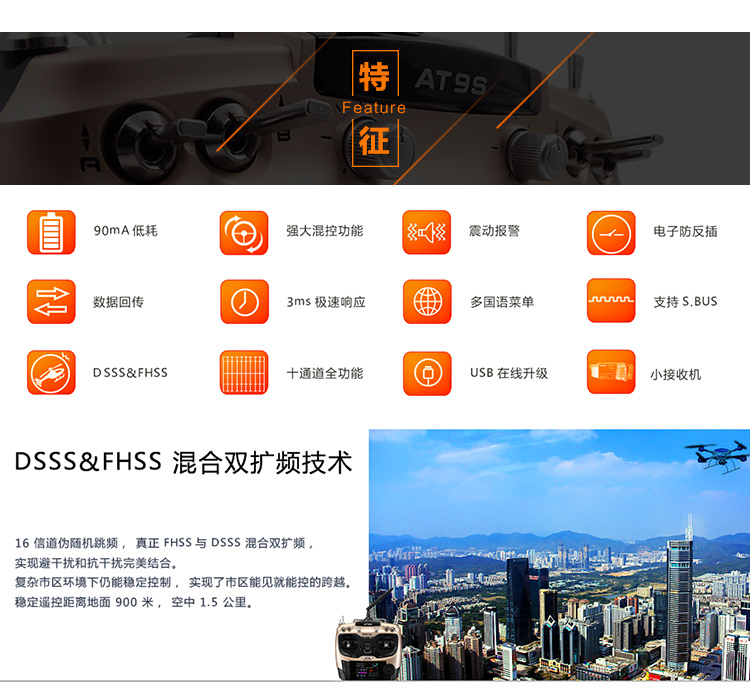 特
Feature
征
AT9S
A
B
90mA 低耗
强大混控功能
震动报警
电子防反插
数据回传
3ms 极速响应
多国语菜单
支持 S.BUS
DSSS&FHSS
十通道全功能
USB 在线升级
小接收机
DSSS&FHSS 混合双扩频技术
16 信道伪随机跳频， 真正 FHSS 与 DSSS 混合双扩频，
实现避干扰和抗干扰完美结合。
复杂市区环境下仍能稳定控制， 实现了市区能见就能控的跨越。
稳定遥控距离地面 900 米， 空中 1.5 公里。